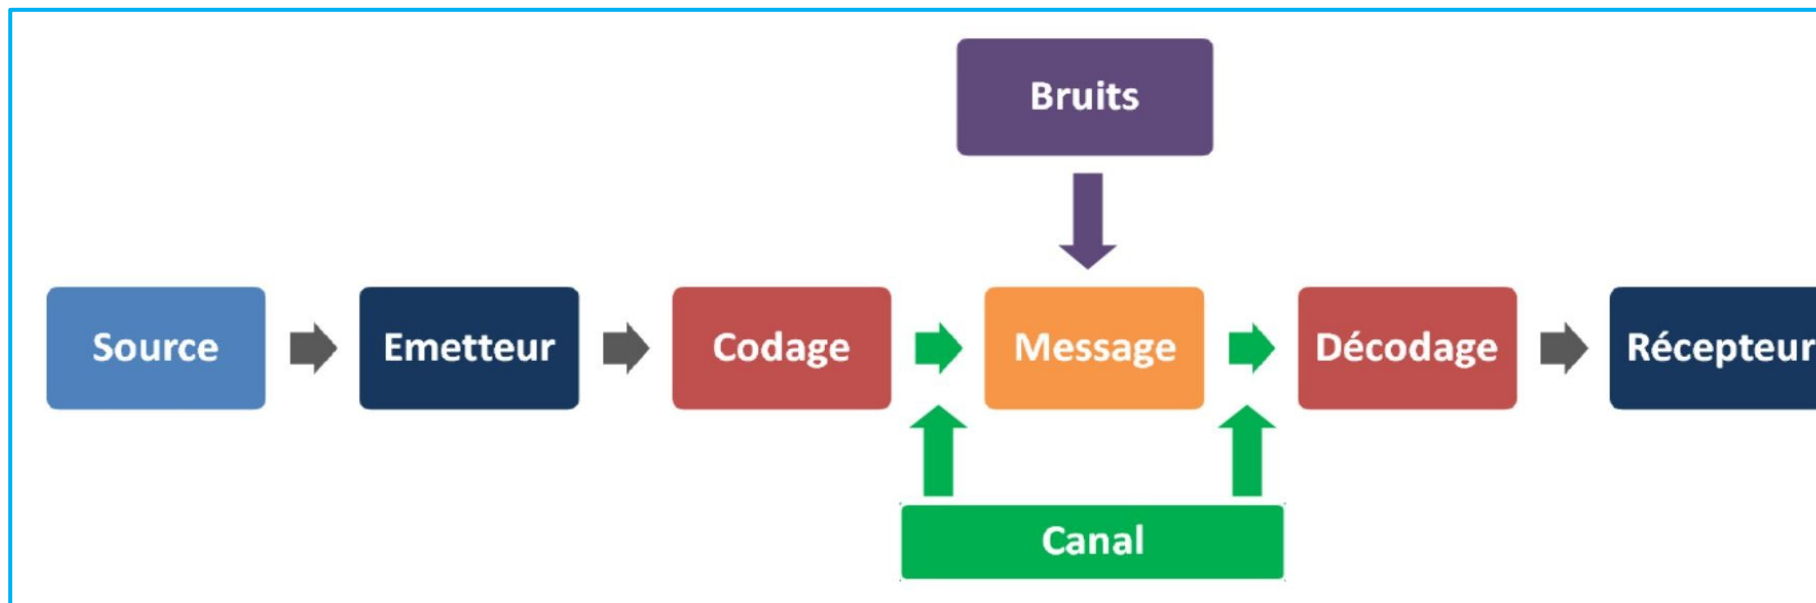 Bruits
Source
Emetteur
Codage
Message
Décodage
Récepteur
Canal